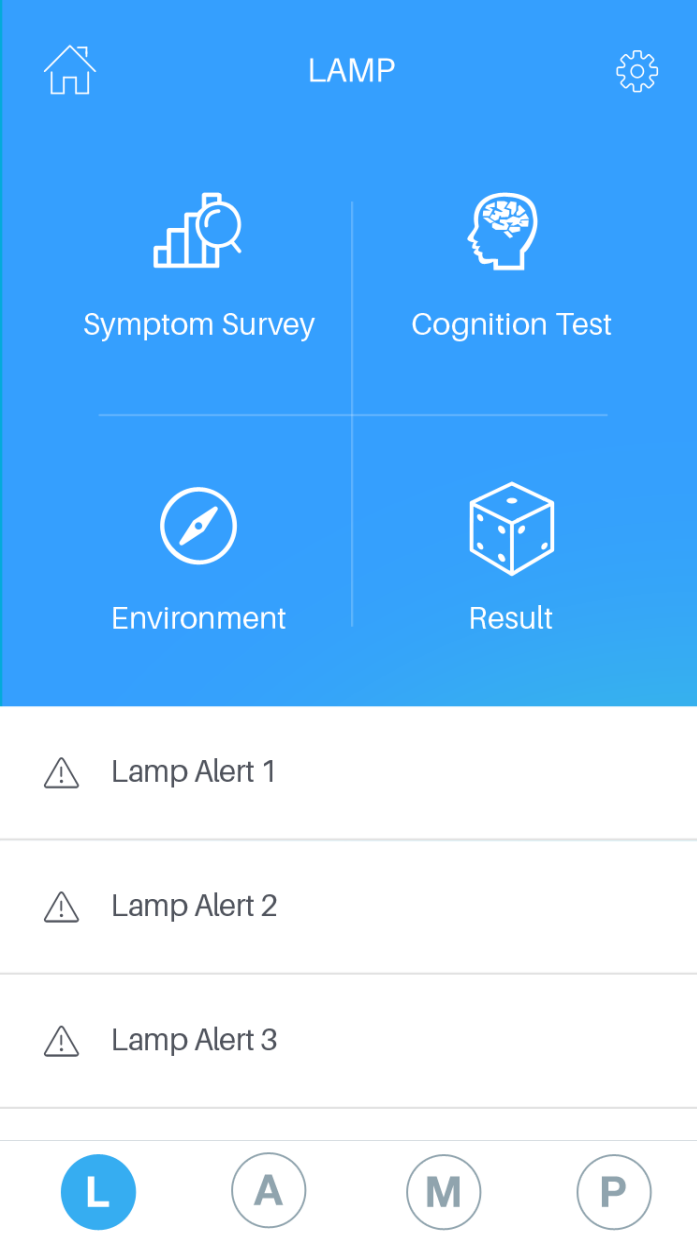 LAMP
Symptom Survey
Cognition Test
Environment
Result
Lamp Alert 1
Lamp Alert 2
Lamp Alert 3
L A M P